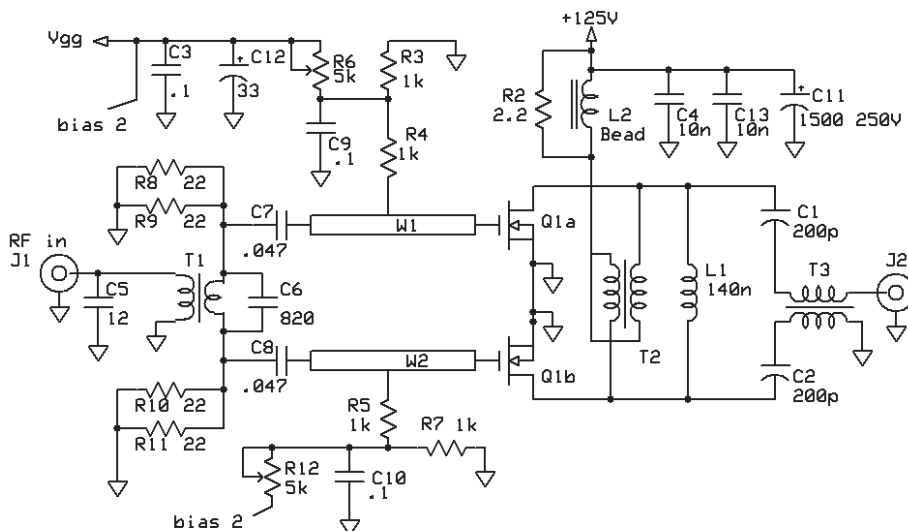 +125V
Vgg
C3
.1
C12
+
33
R6
5k
R3
1k
bias 2
C9
.1
R4
1k
R2
2.2
L2
Bead
C4
10n
C13
10n
+
C11
1500 250V
R8
22
R9
22
C7
.047
W1
Q1a
C1
200p
RF in
J1
T1
C5
12
C6
820
L1
140n
T3
J2
C8
.047
W2
Q1b
T2
C2
200p
R10
22
R11
22
R5
1k
R7 1k
R12
5k
C10
.1
bias 2